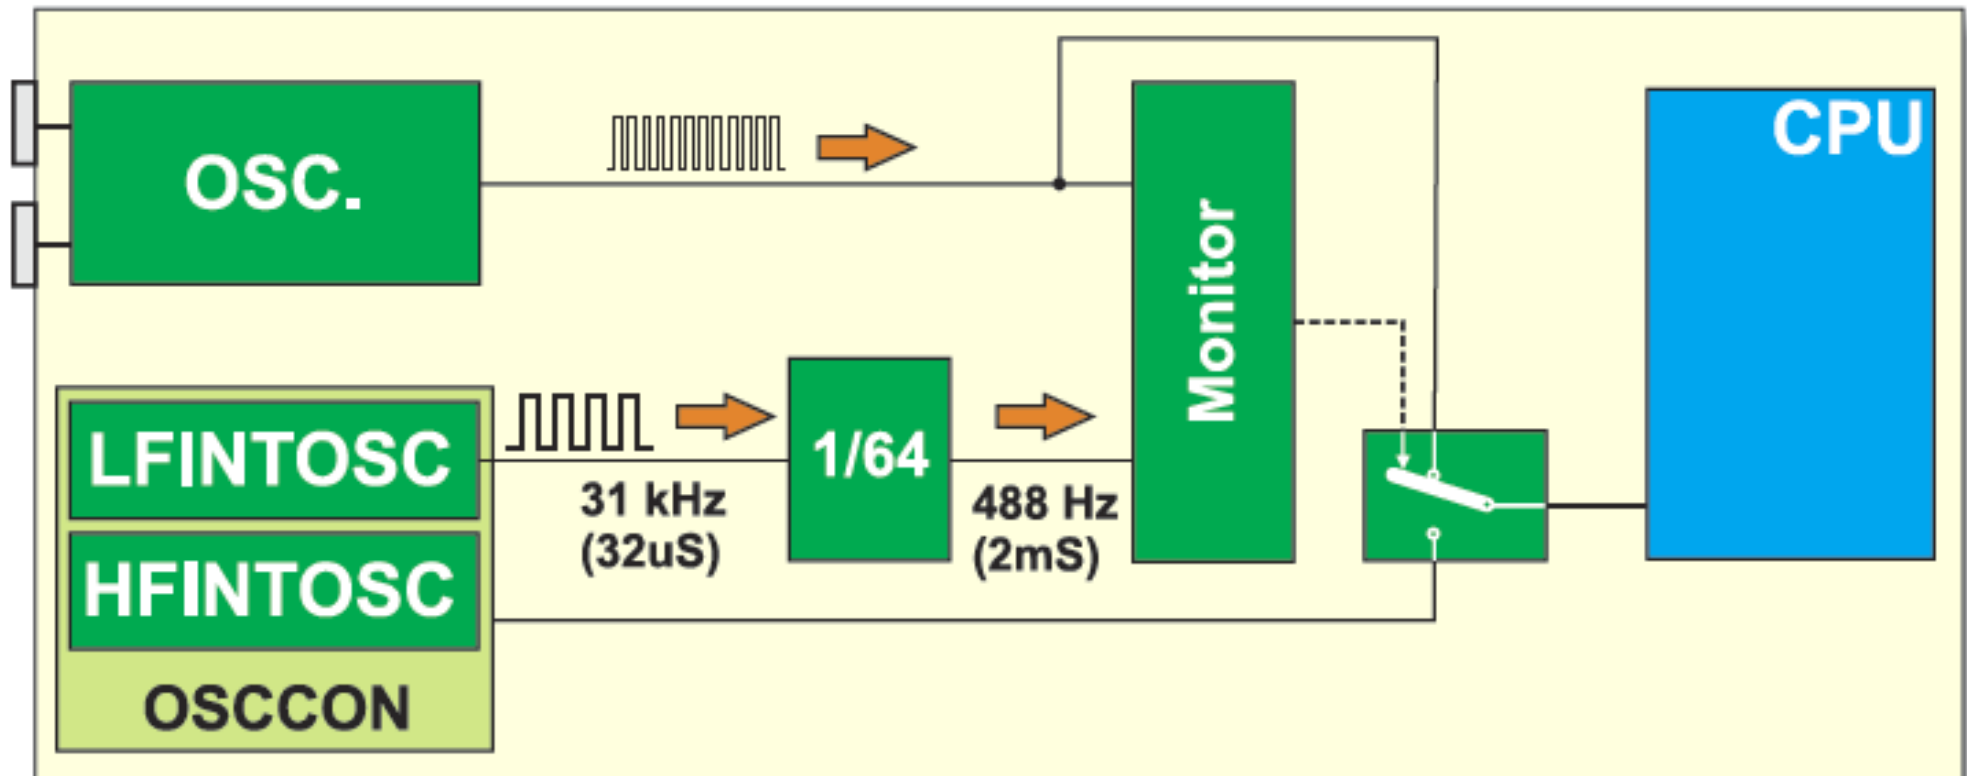 CPU
OSC.
Monitor
LFINTOSC
1/64
31 kHz
(32uS)
488 Hz
(2mS)
HFINTOSC
OSCCON